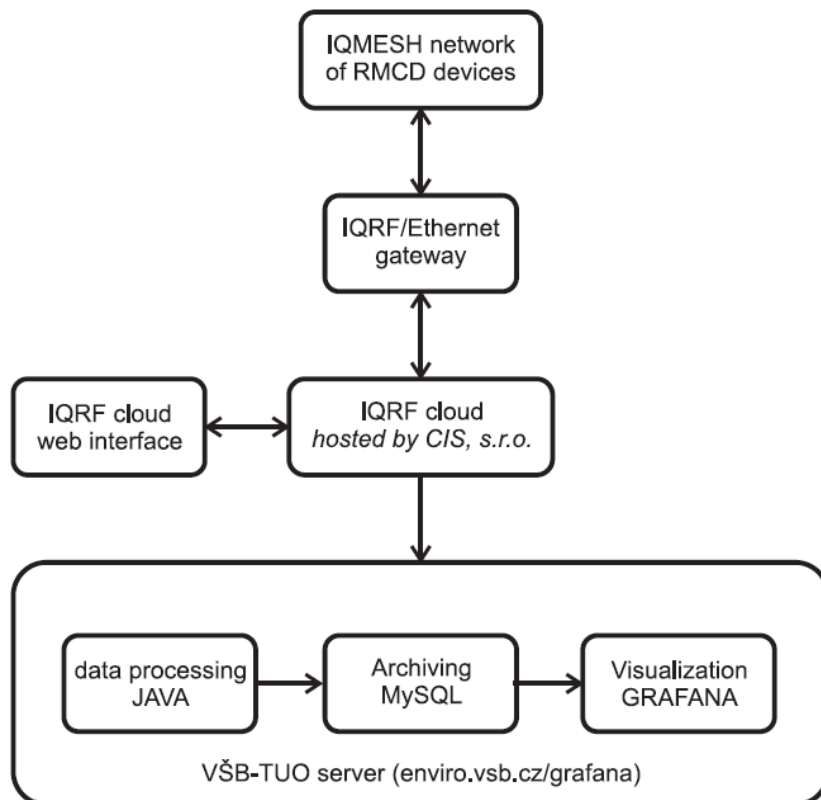 IQMESH network
of RMCD devices
IQRF/Ethernet
gateway
IQRF cloud
web interface
IQRF cloud
hosted by CIS, s.r.o.
data processing
JAVA
Archiving
MySQL
Visualization
GRAFANA
VŠB-TUO server (enviro.vsb.cz/grafana)